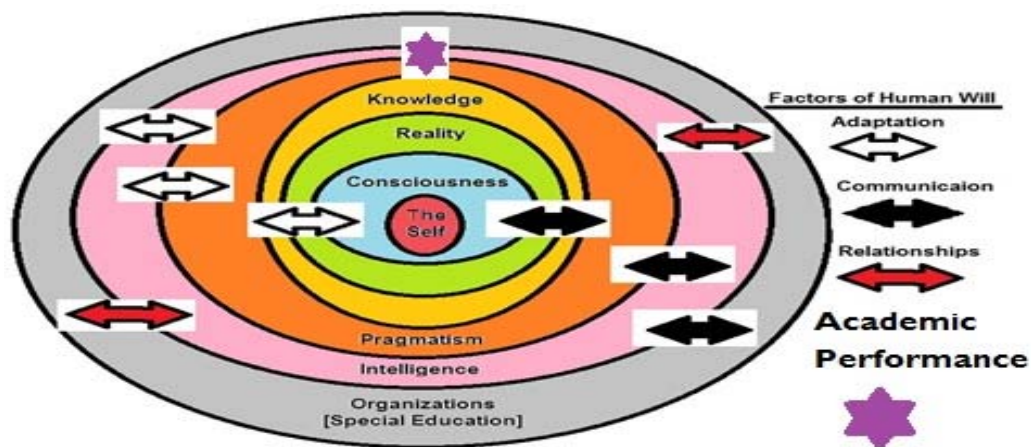 Knowledge
Reality
Consciousness
The
Self
Pragmatism
Intelligence
Organizations
[Special Education]
Factors of Human Will
Adaptation
Communicaion
Relationships
Academic
Performance